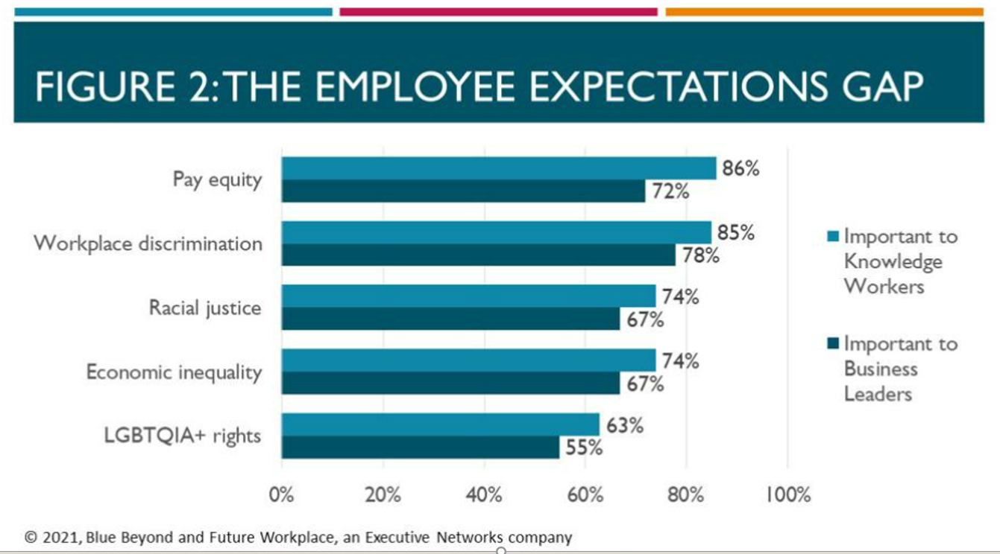 FIGURE 2: THE EMPLOYEE EXPECTATIONS GAP
Pay equity
86%
72%
Workplace discrimination
85%
78%
Racial justice
74%
67%
Economic inequality
74%
67%
LGBTQIA+ rights
63%
55%
0% 20% 40% 60% 80% 100%
Important to
Knowledge
Workers
Important to
Business
Leaders
© 2021, Blue Beyond and Future Workplace, an Executive Networks company